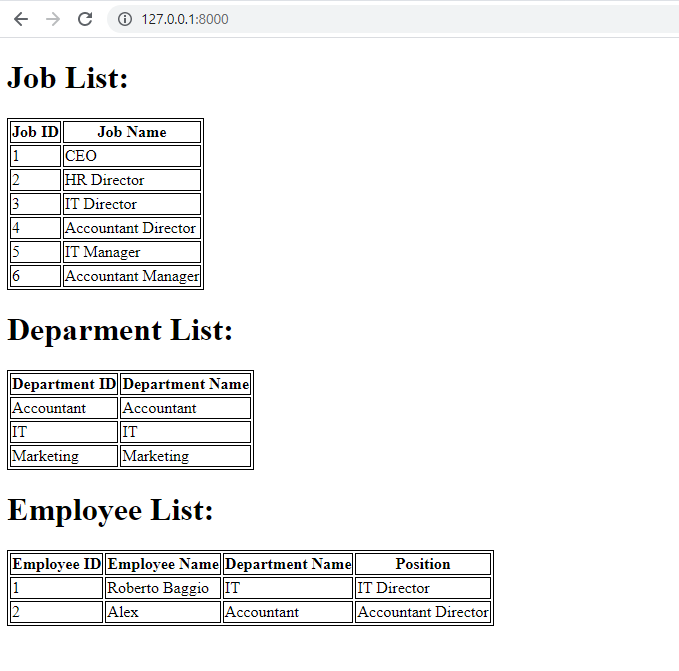 127.0.0.1:8000
Job List:
Job ID Job Name
1 CEO
2 HR Director
3 IT Director
4 Accountant Director
5 IT Manager
6 Accountant Manager
Deparment List:
Department ID Department Name
Accountant Accountant
IT IT
Marketing Marketing
Employee List:
Employee ID Employee Name Department Name Position
1 Roberto Baggio IT IT Director
2 Alex Accountant Accountant Director